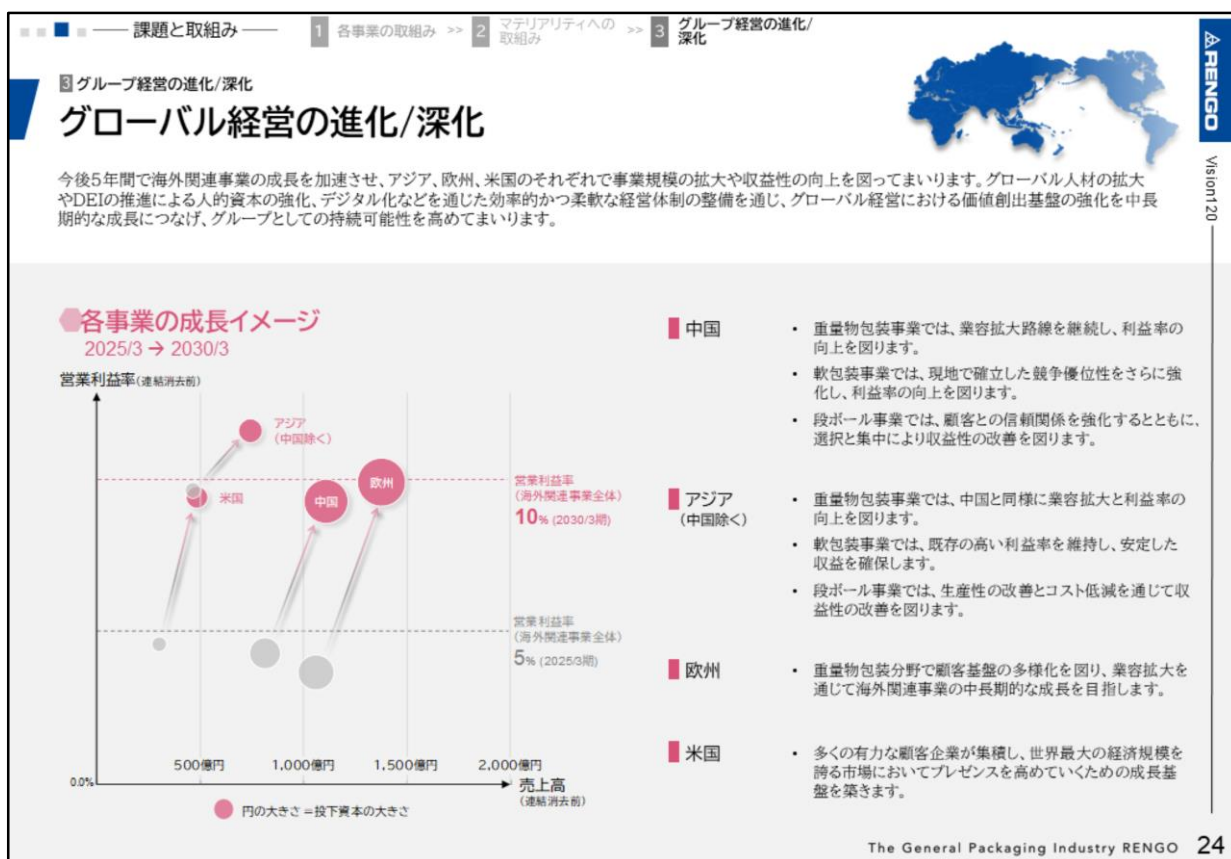 課題と取組み
1 各事業の取組み >> 2 マテリアリティへの
取組み >> 3 グループ経営の進化/
深化
RENGO
Vision120
3 グループ経営の進化/深化
グローバル経営の進化/深化
今後5年間で海外関連事業の成長を加速させ、アジア、欧州、米国のそれぞれで事業規模の拡大や収益性の向上を図ってまいります。グローバル人材の拡大
やDEIの推進による人的資本の強化、デジタル化などを通じた効率的かつ柔軟な経営体制の整備を通じ、グローバル経営における価値創出基盤の強化を中長
期的な成長につなげ、グループとしての持続可能性を高めてまいります。
各事業の成長イメージ
2025/3 → 2030/3
営業利益率(連結消去前)
アジア
(中国除く)
米国
中国
欧州
営業利益率
(海外関連事業全体)
10% (2030/3期)
営業利益率
(海外関連事業全体)
5% (2025/3期)
500億円
1,000億円
1,500億円
2,000億円
0.0%
売上高
(連結消去前)
円の大きさ=投下資本の大きさ
中国
• 重量物包装事業では、業容拡大路線を継続し、利益率の
向上を図ります。
• 軟包装事業では、現地で確立した競争優位性をさらに強
化し、利益率の向上を図ります。
• 段ボール事業では、顧客との信頼関係を強化するとともに、
選択と集中により収益性の改善を図ります。
アジア
(中国除く)
• 重量物包装事業では、中国と同様に業容拡大と利益率の
向上を図ります。
• 軟包装事業では、既存の高い利益率を維持し、安定した
収益を確保します。
• 段ボール事業では、生産性の改善とコスト低減を通じて収
益性の改善を図ります。
欧州
• 重量物包装分野で顧客基盤の多様化を図り、業容拡大を
通じて海外関連事業の中長期的な成長を目指します。
米国
• 多くの有力な顧客企業が集積し、世界最大の経済規模を
誇る市場においてプレゼンスを高めていくための成長基
盤を築きます。
The General Packaging Industry RENGO 24